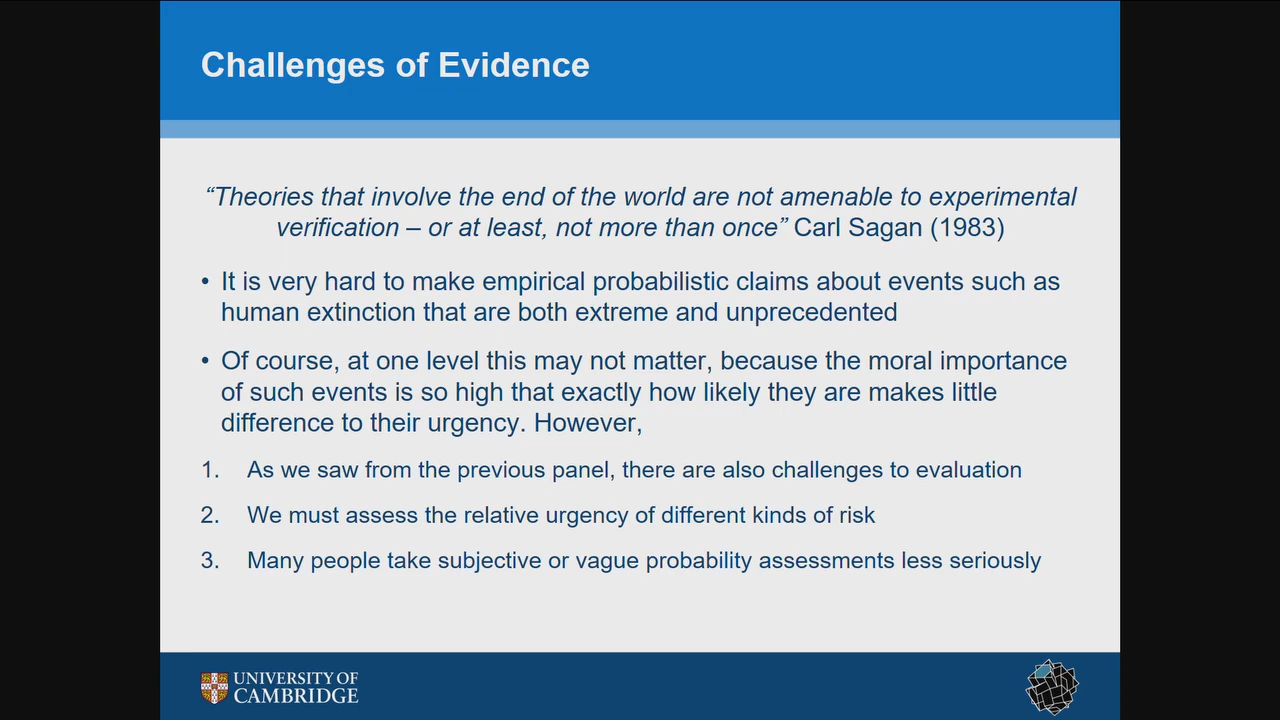 Challenges of Evidence
“Theories that involve the end of the world are not amenable to experimental
verification – or at least, not more than once” Carl Sagan (1983)
• It is very hard to make empirical probabilistic claims about events such as
human extinction that are both extreme and unprecedented
• Of course, at one level this may not matter, because the moral importance
of such events is so high that exactly how likely they are makes little
difference to their urgency. However,
1. As we saw from the previous panel, there are also challenges to evaluation
2. We must assess the relative urgency of different kinds of risk
3. Many people take subjective or vague probability assessments less seriously
UNIVERSITY OF
CAMBRIDGE